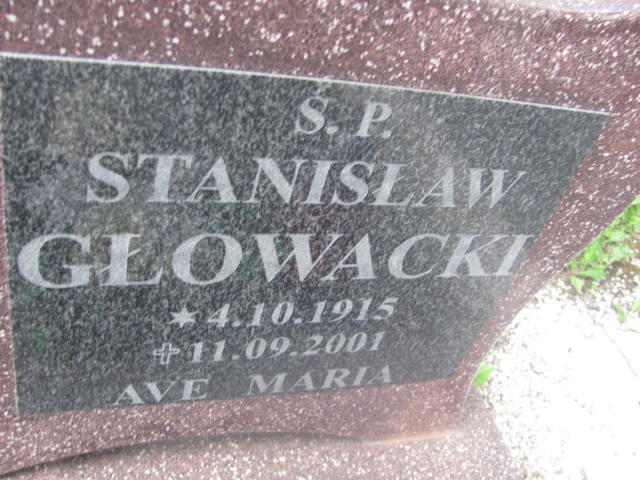 Ś. P.
STANISŁAW
GŁOWACKI
★ 4.10.1915
✝ 11.09.2001
AVE MARIA